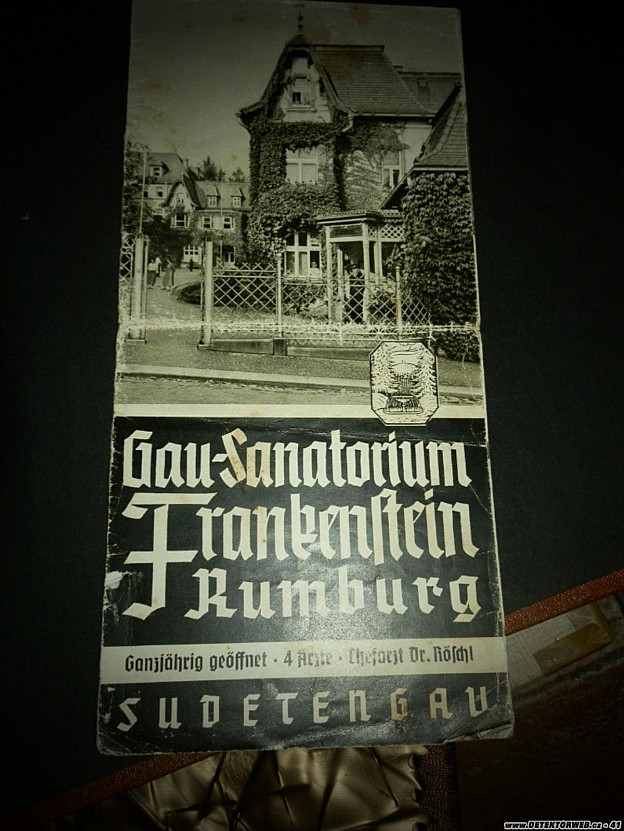 Gau-Sanatorium
Frankenstein
Rumburg
Ganzjährig geöffnet · 4 Ärzte · Chefarzt Dr. Röschl
SUDETENGAU
www.DETEKTORWEB.cz - 41